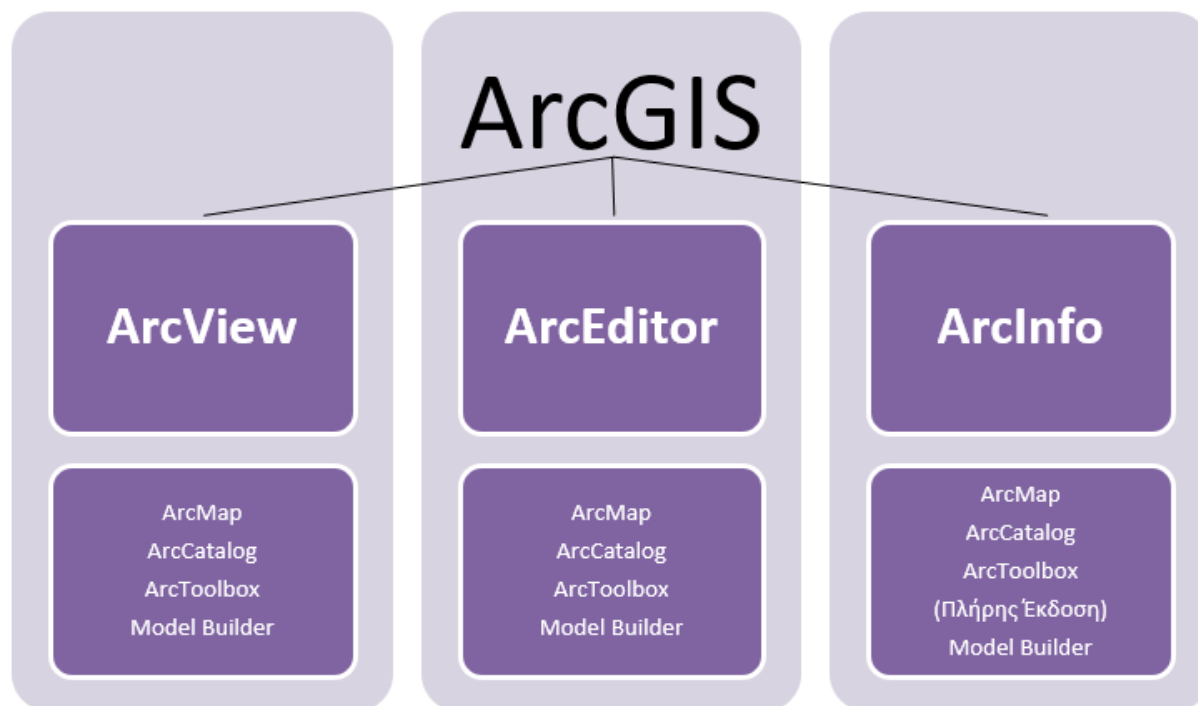 ArcGIS
ArcView
ArcEditor
ArcInfo
ArcMap
ArcCatalog
ArcToolbox
Model Builder
ArcMap
ArcCatalog
ArcToolbox
Model Builder
ArcMap
ArcCatalog
ArcToolbox
(Πλήρης Έκδοση)
Model Builder